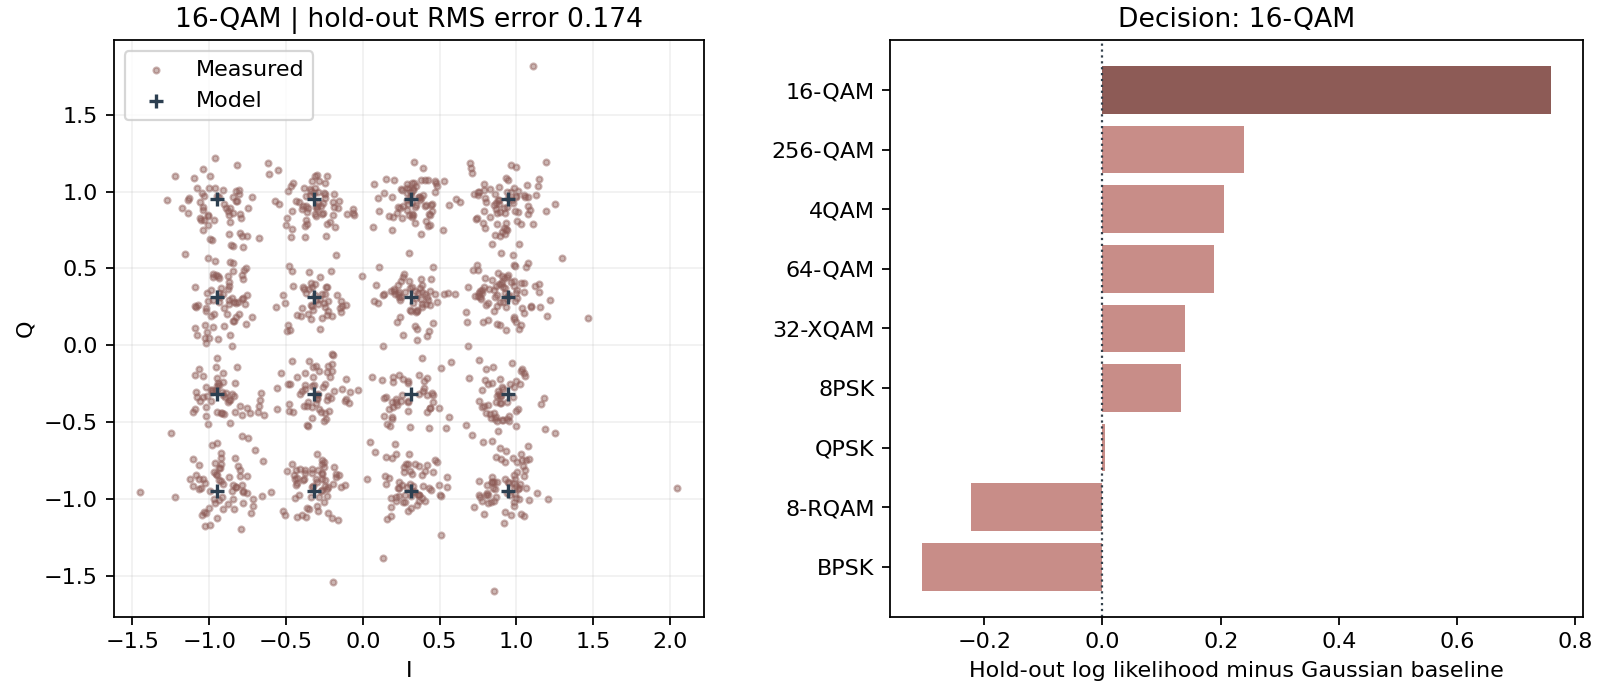 16-QAM | hold-out RMS error 0.174
Measured
Model
1.5
1.0
0.5
0.0
−0.5
−1.0
−1.5
Q
−1.5
−1.0
−0.5
0.0
0.5
1.0
1.5
2.0
I
Decision: 16-QAM
16-QAM
256-QAM
4QAM
64-QAM
32-XQAM
8PSK
QPSK
8-RQAM
BPSK
−0.2
0.0
0.2
0.4
0.6
0.8
Hold-out log likelihood minus Gaussian baseline